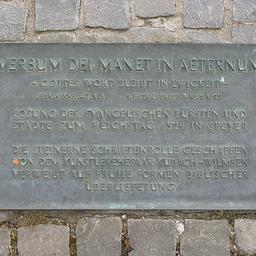 VERBUM DEI MANET IN AETERNUM
– GOTTES WORT BLEIBT IN EWIGKEIT –
LOSUNG DER EVANGELISCHEN FÜRSTEN UND
STÄDTE ZUM REICHSTAG 1529 IN SPEYER
DIE STEINERNE SCHRIFTENROLLE GESCHAFFEN
VON DEM KÜNSTLEREHEPAAR KUBACH-WILMSEN
VERWEIST AUF FRÜHE FORMEN BIBLISCHER
ÜBERLIEFERUNG